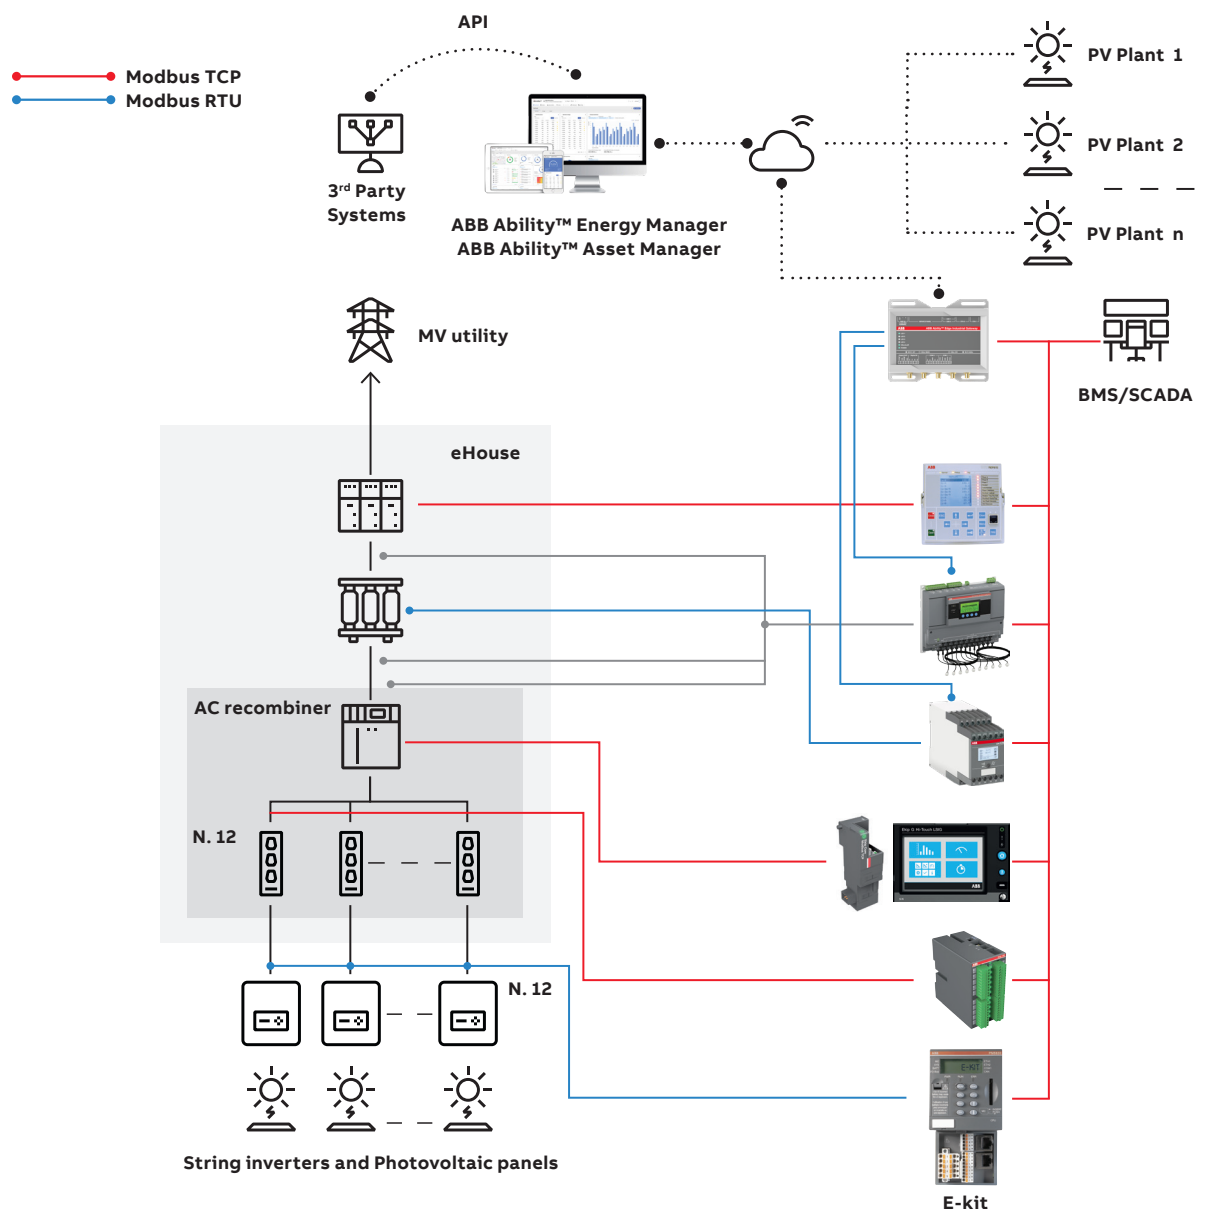 API
Modbus TCP
Modbus RTU
PV Plant 1
PV Plant 2
PV Plant n
3rd Party
Systems
ABB Ability™ Energy Manager
ABB Ability™ Asset Manager
MV utility
BMS/SCADA
eHouse
AC recombiner
N. 12
N. 12
ABB
E-KIT
String inverters and Photovoltaic panels
E-kit